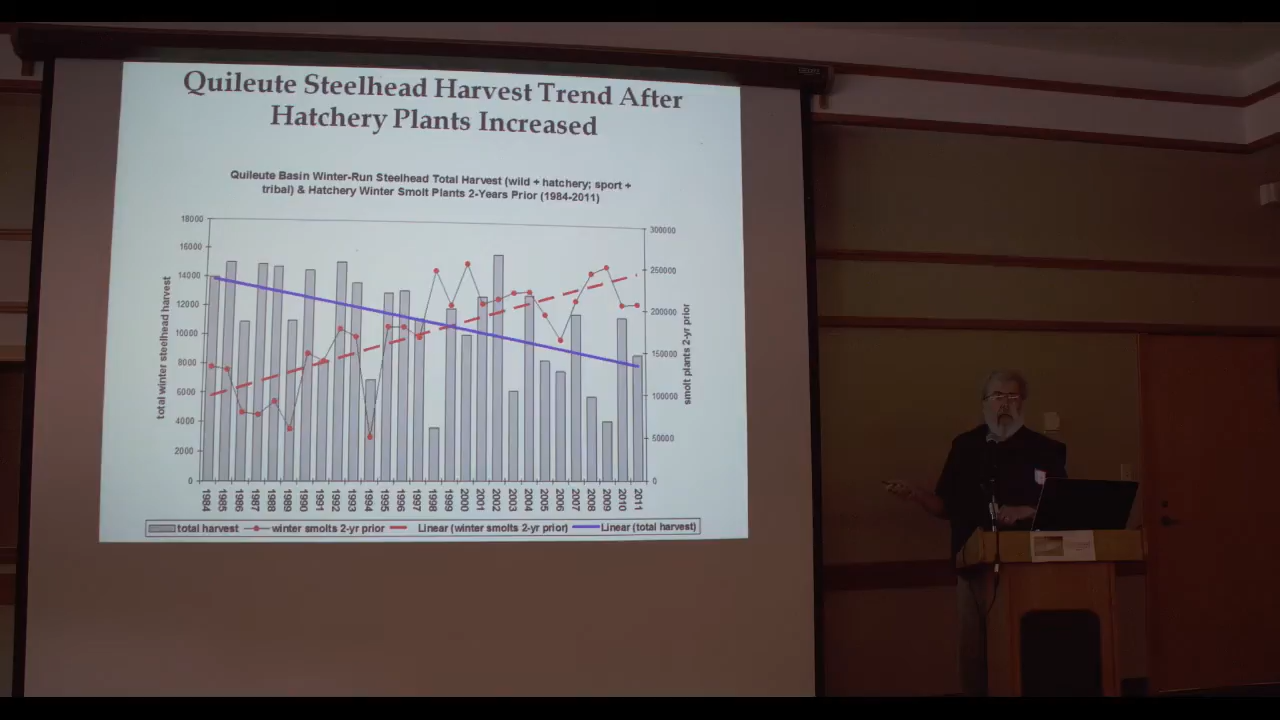 Quileute Steelhead Harvest Trend After
Hatchery Plants Increased
Quileute Basin Winter-Run Steelhead Total Harvest (wild + hatchery; sport +
tribal) & Hatchery Winter Smolt Plants 2-Years Prior (1984-2011)
total winter steelhead harvest
18000
16000
14000
12000
10000
8000
6000
4000
2000
0
300000
250000
200000
150000
100000
50000
0
smolt plants 2-yr prior
1984 1985 1986 1987 1988 1989 1990 1991 1992 1993 1994 1995 1996 1997 1998 1999 2000 2001 2002 2003 2004 2005 2006 2007 2008 2009 2010 2011
total harvest winter smolts 2-yr prior Linear (winter smolts 2-yr prior) Linear (total harvest)